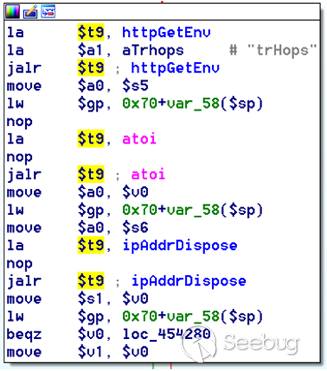 la $t9, httpGetEnv
la $a1, aTrhops # "trHops"
jalr $t9 ; httpGetEnv
move $a0, $s5
lw $gp, 0x70+var_58($sp)
nop
la $t9, atoi
nop
jalr $t9 ; atoi
move $a0, $v0
lw $gp, 0x70+var_58($sp)
move $a0, $s6
la $t9, ipAddrDispose
nop
jalr $t9 ; ipAddrDispose
move $s1, $v0
lw $gp, 0x70+var_58($sp)
beqz $v0, loc_454280
move $v1, $v0
Seebug